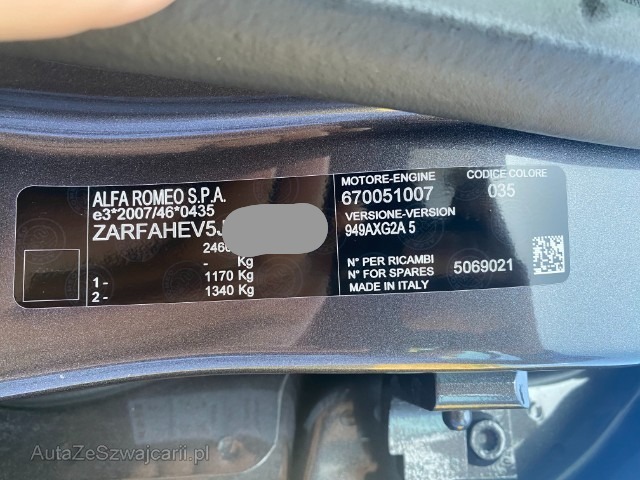 ALFA ROMEO S.P.A.
e3*2007/46*0435
ZARFAHEV5J
2460
- Kg
1 - 1170 Kg
2 - 1340 Kg
MOTORE-ENGINE
670051007
VERSIONE-VERSION
949AXG2A 5
CODICE COLORE
035
N° PER RICAMBI
N° FOR SPARES 5069021
MADE IN ITALY
AutaZeSzwajcarii.pl